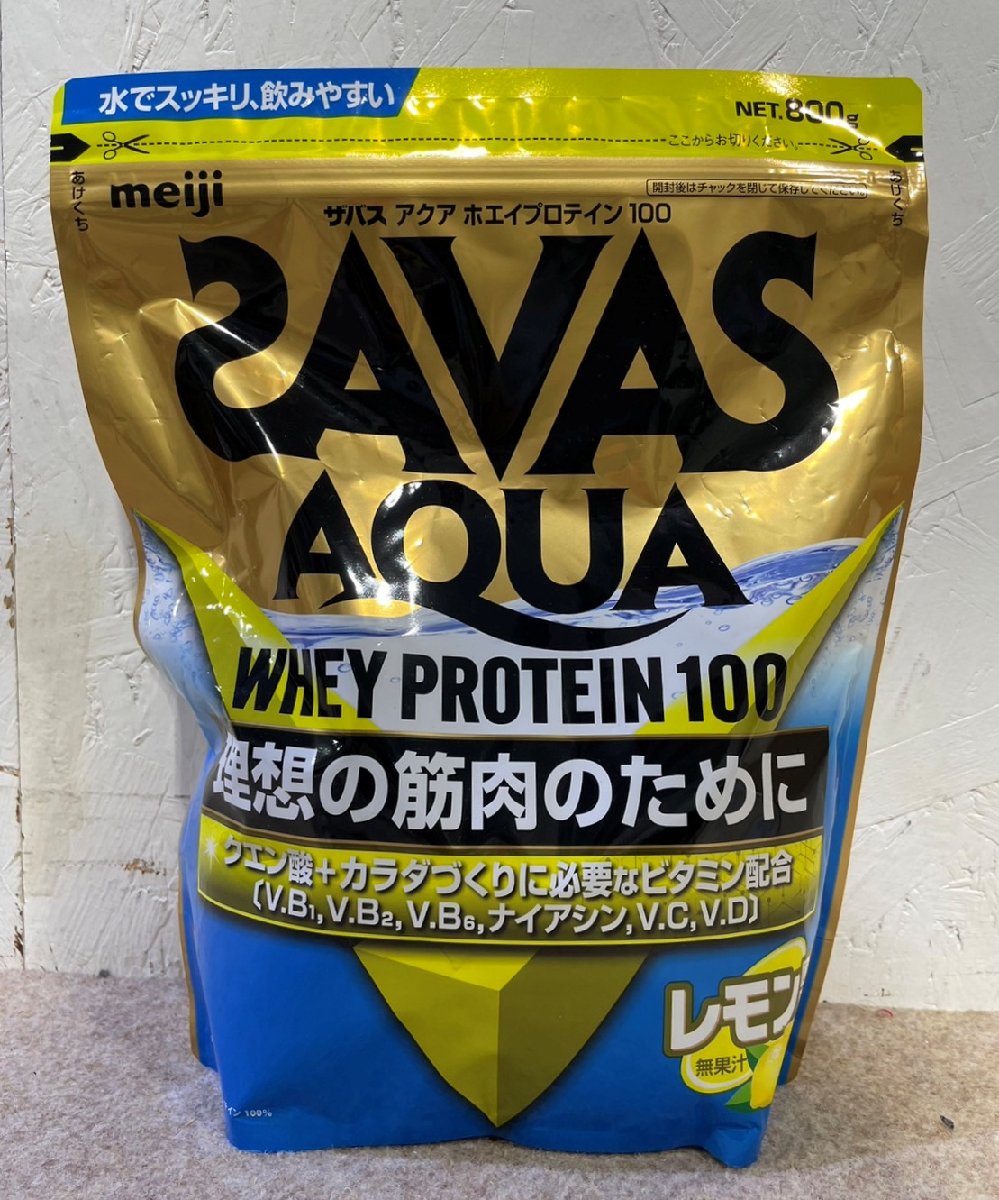 水でスッキリ、飲みやすい
NET.800g
ここからお切りください。
あけくち
meiji
開封後はチャックを閉じて保存してください。
あけくち
ザバス アクア ホエイプロテイン100
SAVAS
AQUA
WHEY PROTEIN 100
理想の筋肉のために
クエン酸+カラダづくりに必要なビタミン配合
(V.B1, V.B2, V.B6, ナイアシン, V.C, V.D)
レモン
無果汁
イン 100%